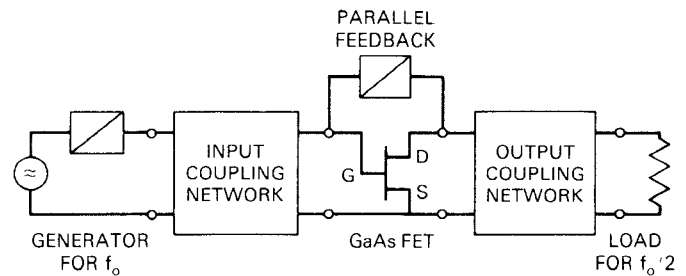 PARALLEL
FEEDBACK
≈
INPUT
COUPLING
NETWORK
G
D
S
OUTPUT
COUPLING
NETWORK
GENERATOR
FOR fₒ
GaAs FET
LOAD
FOR fₒ′2